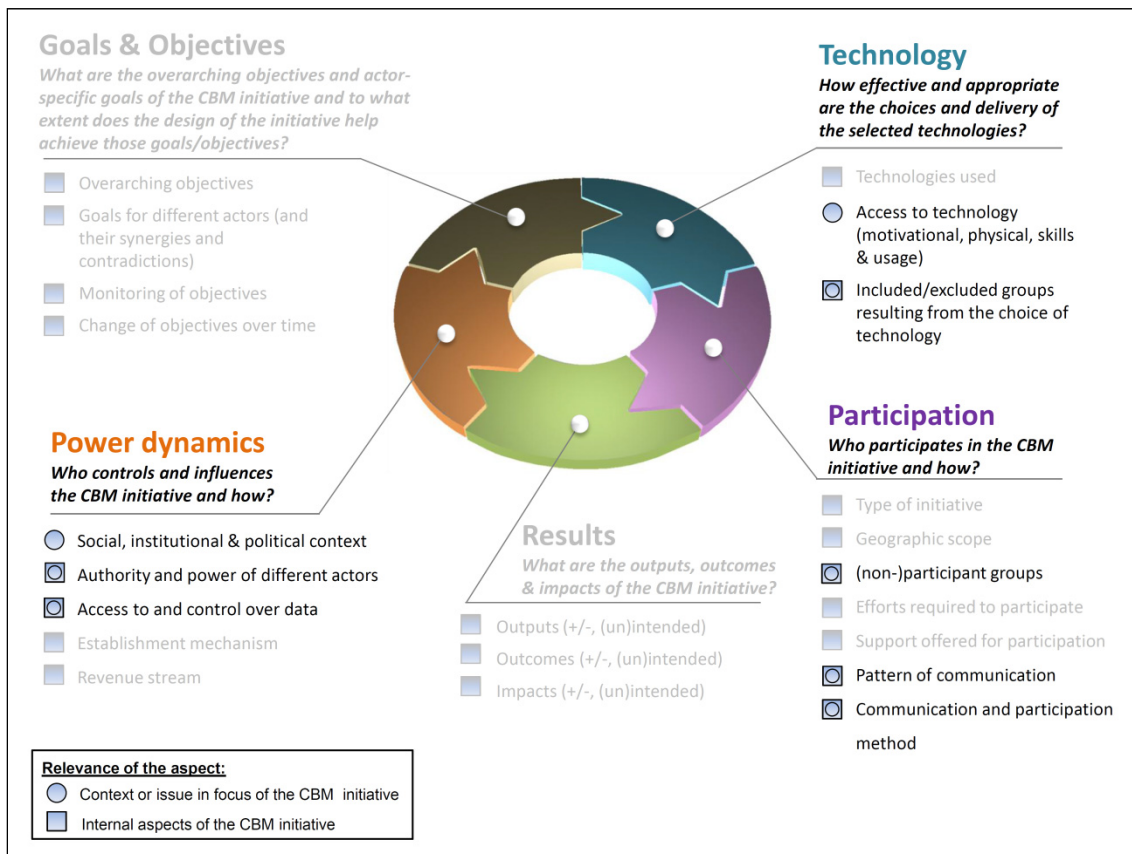 Goals & Objectives
What are the overarching objectives and actor-
specific goals of the CBM initiative and to what
extent does the design of the initiative help
achieve those goals/objectives?
Overarching objectives
Goals for different actors (and
their synergies and
contradictions)
Monitoring of objectives
Change of objectives over time
Technology
How effective and appropriate
are the choices and delivery of
the selected technologies?
Technologies used
Access to technology
(motivational, physical, skills
& usage)
Included/excluded groups
resulting from the choice of
technology
Power dynamics
Who controls and influences
the CBM initiative and how?
Social, institutional & political context
Authority and power of different actors
Access to and control over data
Establishment mechanism
Revenue stream
Results
What are the outputs, outcomes
& impacts of the CBM initiative?
Outputs (+/-, (un)intended)
Outcomes (+/-, (un)intended)
Impacts (+/-, (un)intended)
Participation
Who participates in the CBM
initiative and how?
Type of initiative
Geographic scope
(non-)participant groups
Efforts required to participate
Support offered for participation
Pattern of communication
Communication and participation
method
Relevance of the aspect:
Context or issue in focus of the CBM initiative
Internal aspects of the CBM initiative